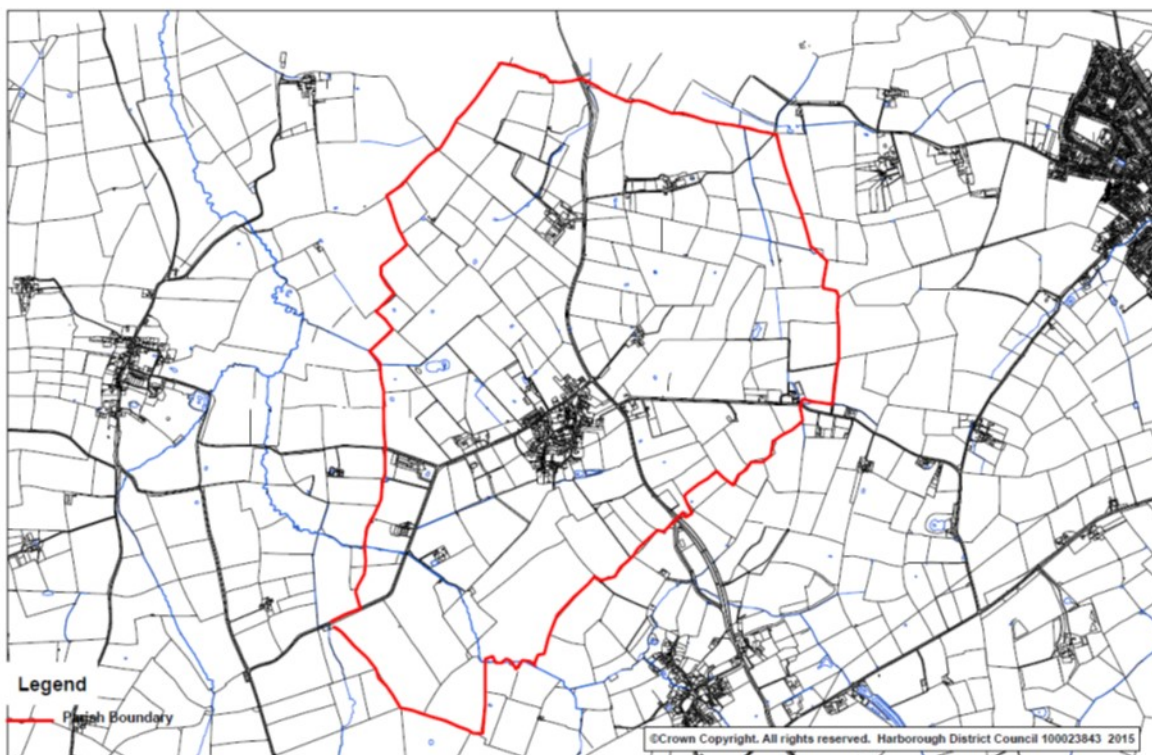 Legend
Parish Boundary
©Crown Copyright. All rights reserved. Harborough District Council 100023843 2015